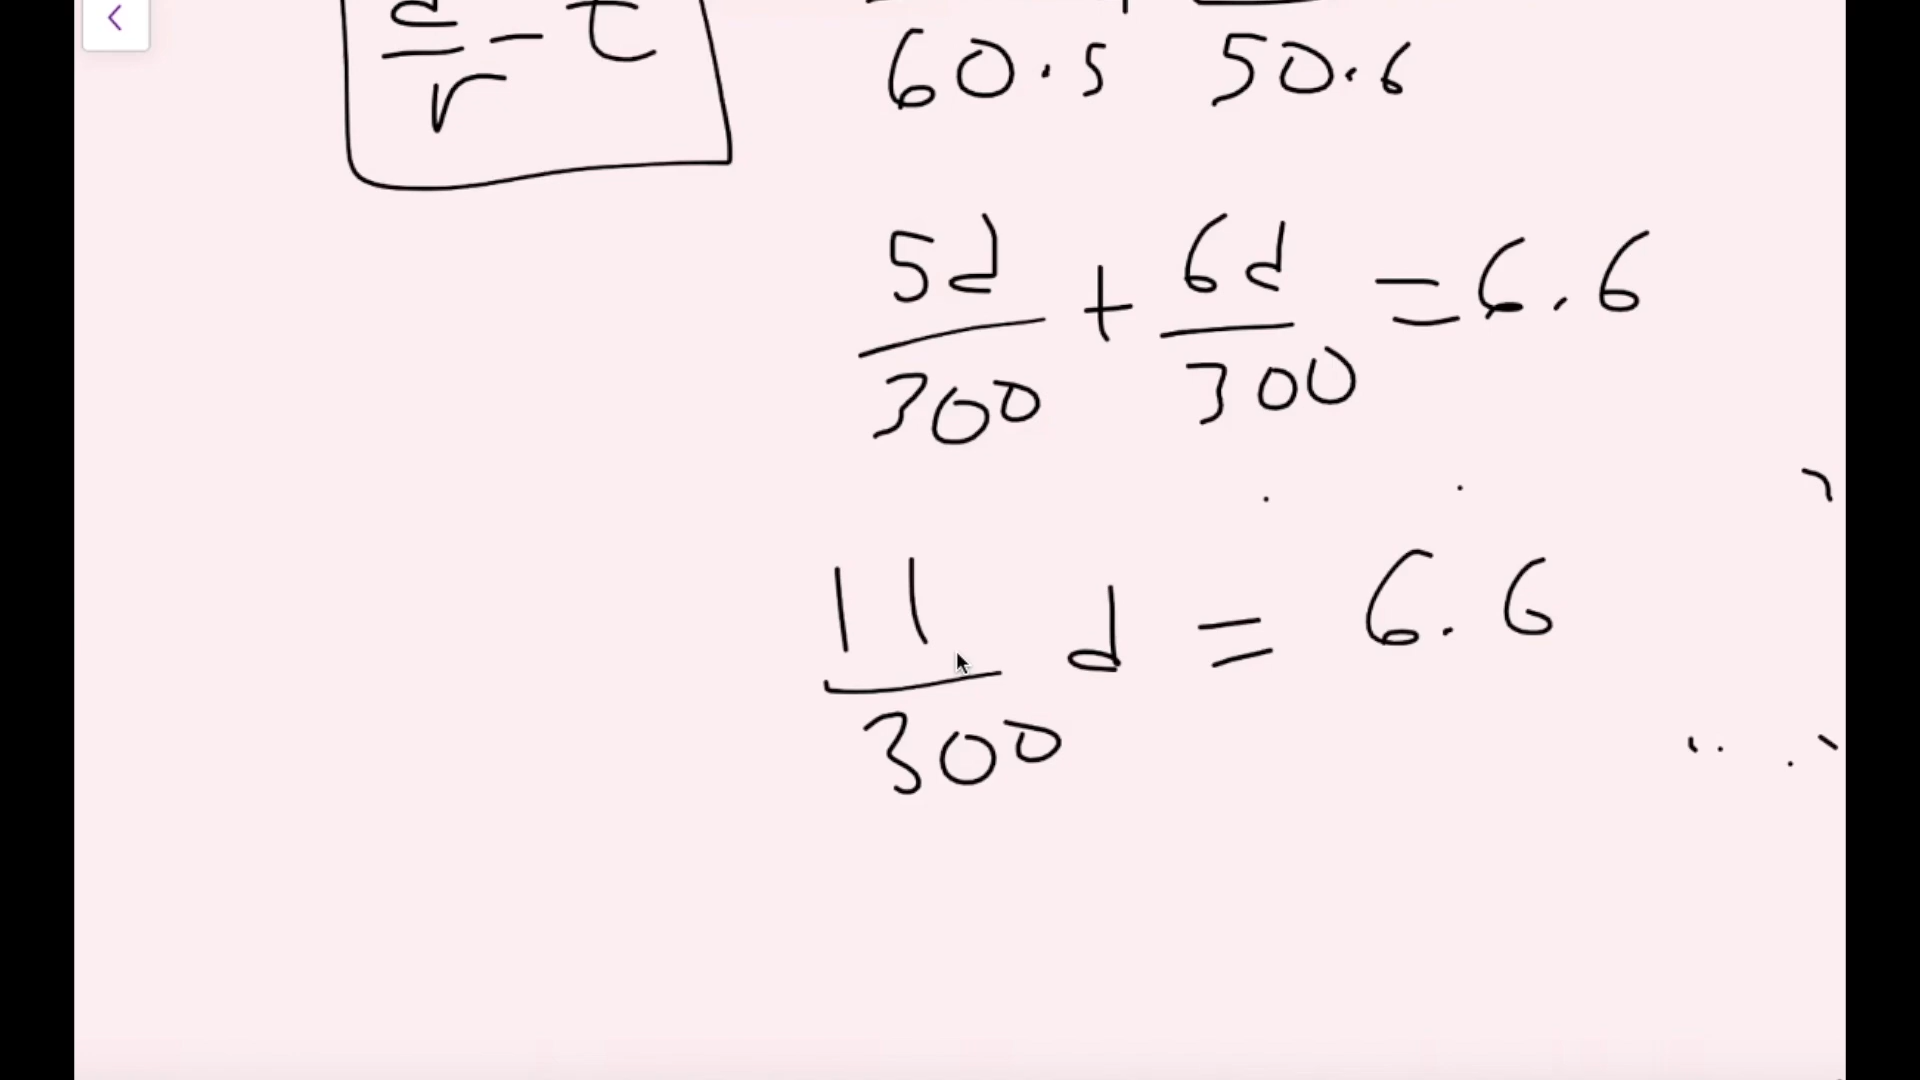 d/r = t
60·5 50·6
5d/300 + 6d/300 = 6.6
11/300 d = 6.6